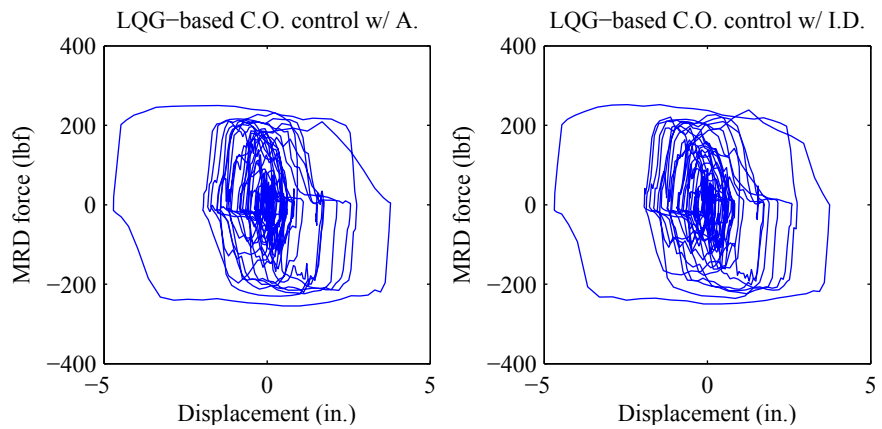 LQG−based C.O. control w/ A.
400
200
0
−200
−400
−5
0
5
MRD force (lbf)
Displacement (in.)
LQG−based C.O. control w/ I.D.
400
200
0
−200
−400
−5
0
5
MRD force (lbf)
Displacement (in.)